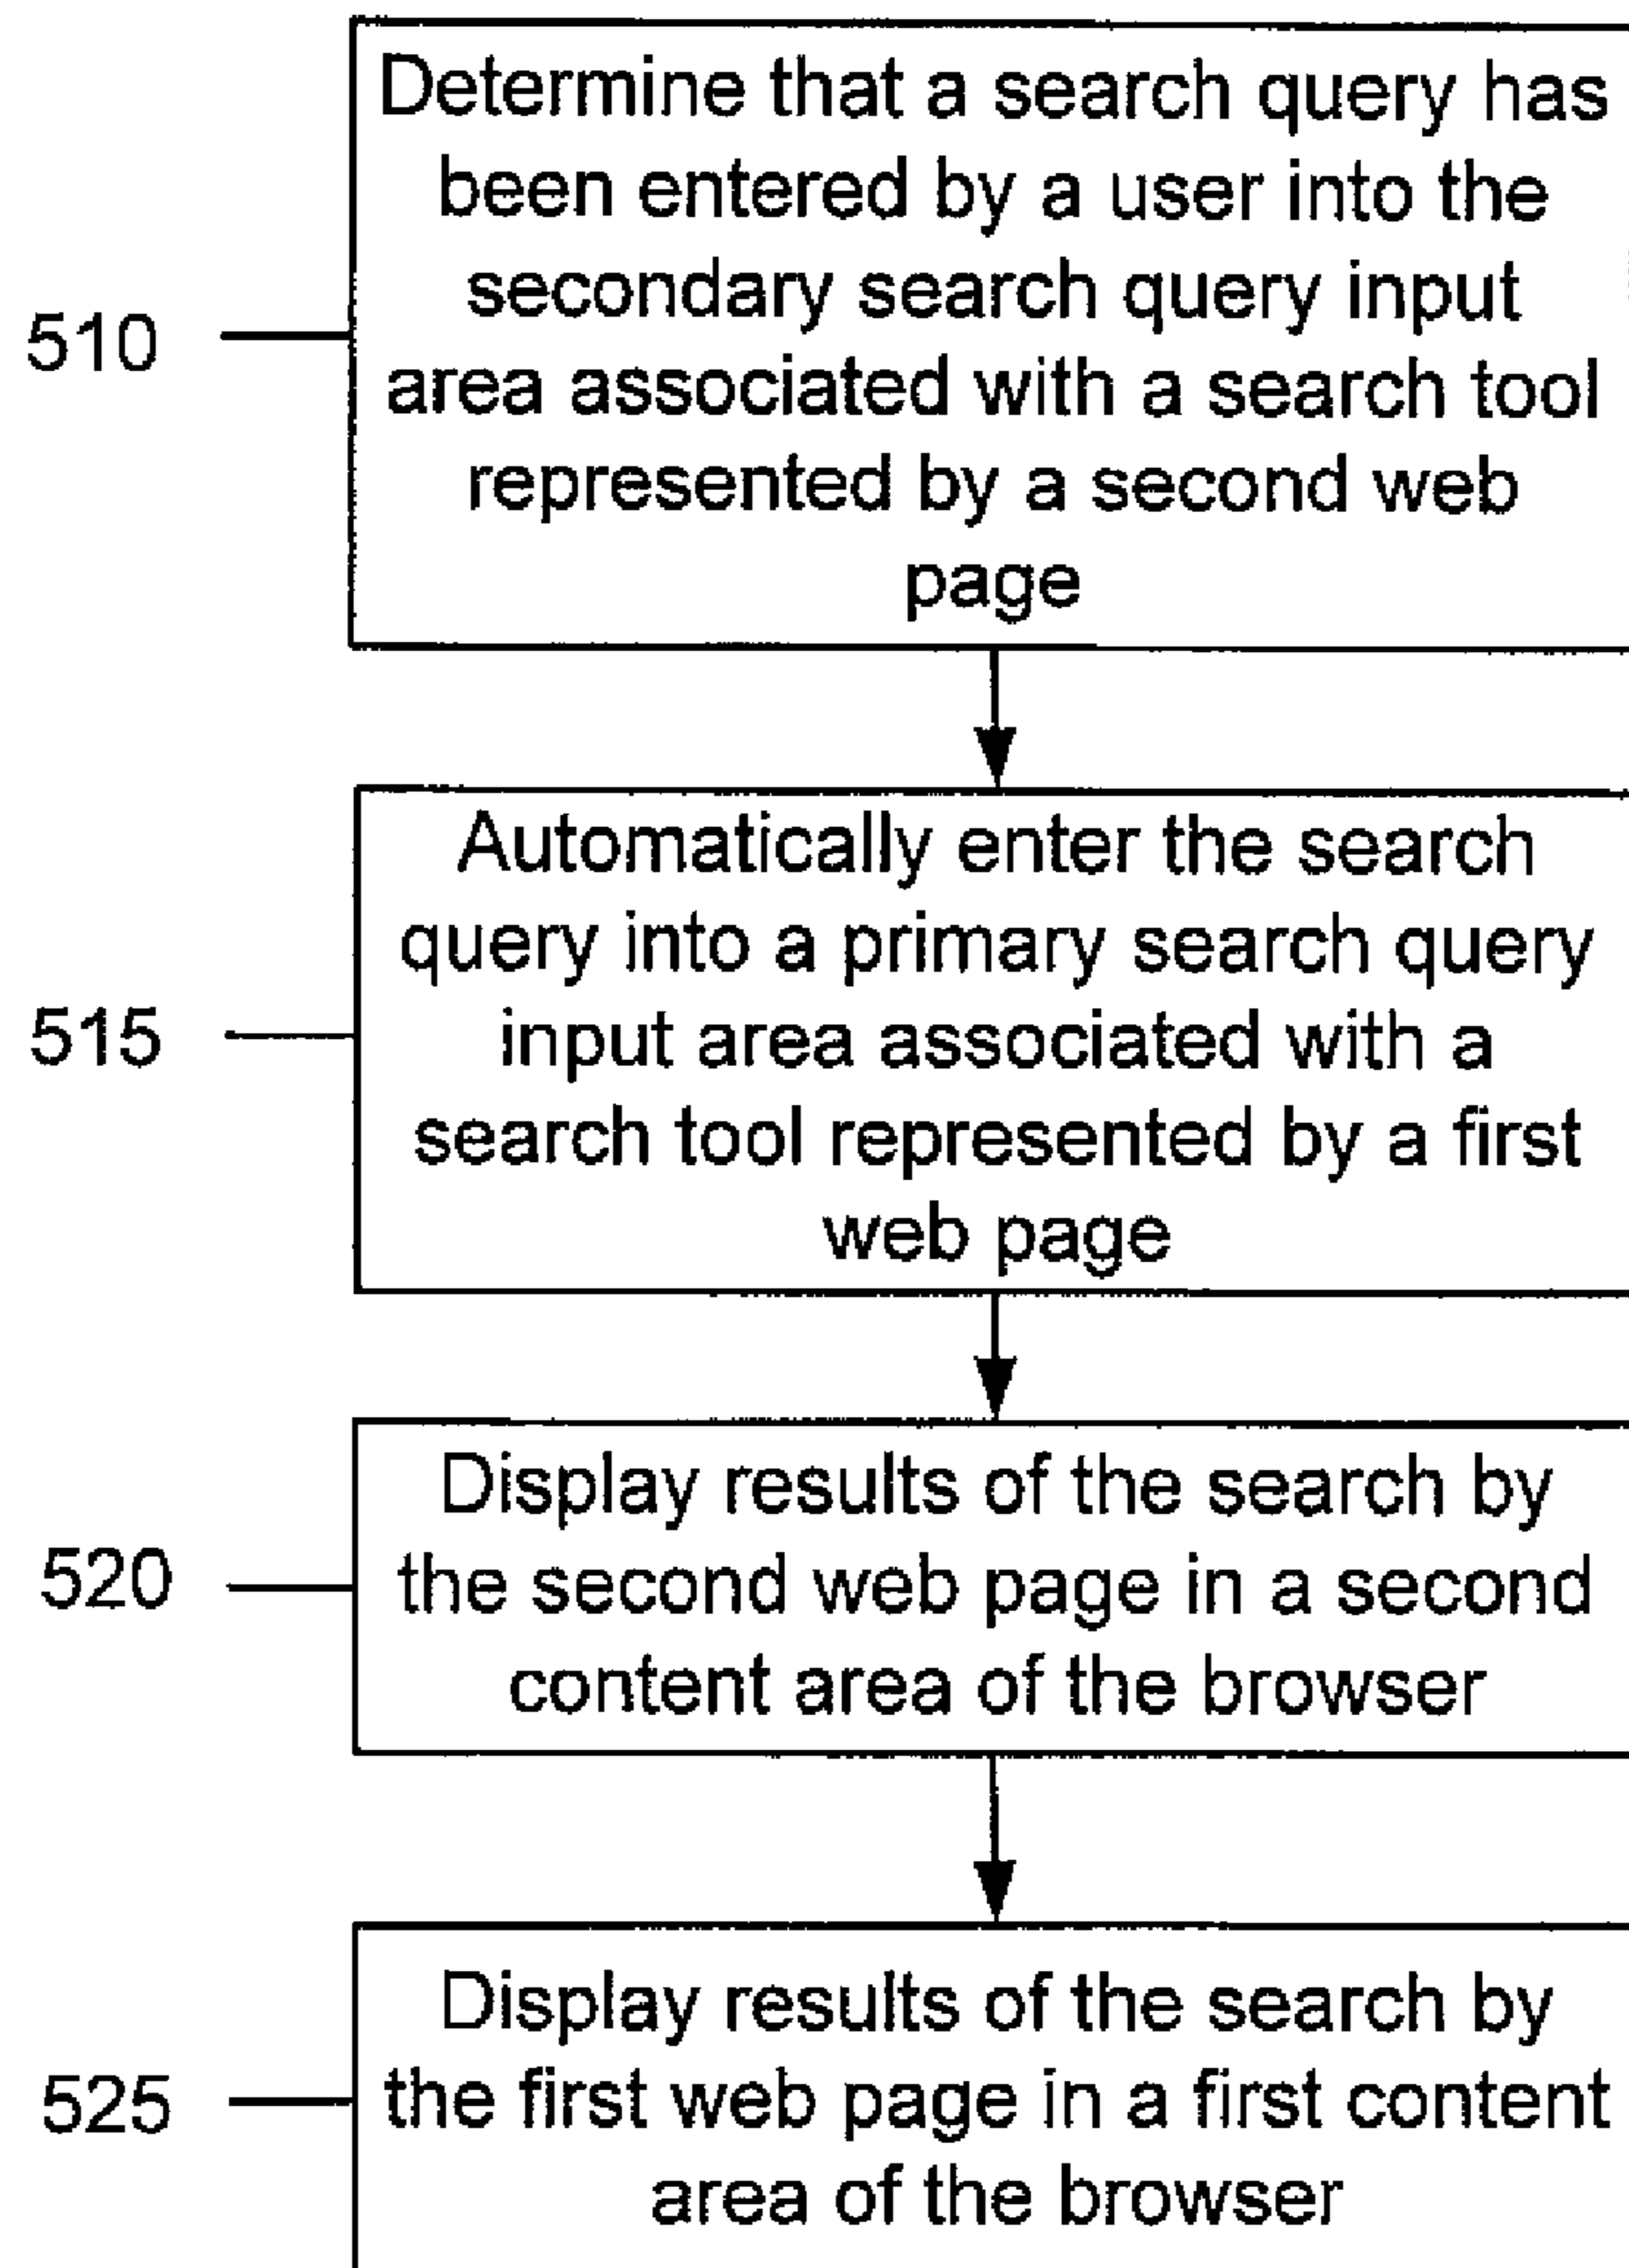 Determine that a search query has
been entered by a user into the
secondary search query input
510
area associated with a search tool
represented by a second web
page
Automatically enter the search
query into a primary search query
input area associated with a
515
search tool represented by a first
web page
Display results of the search by
520
the second web page in a second
content area of the browser
Display results of the search by
525
the first web page in a first content
area of the browser